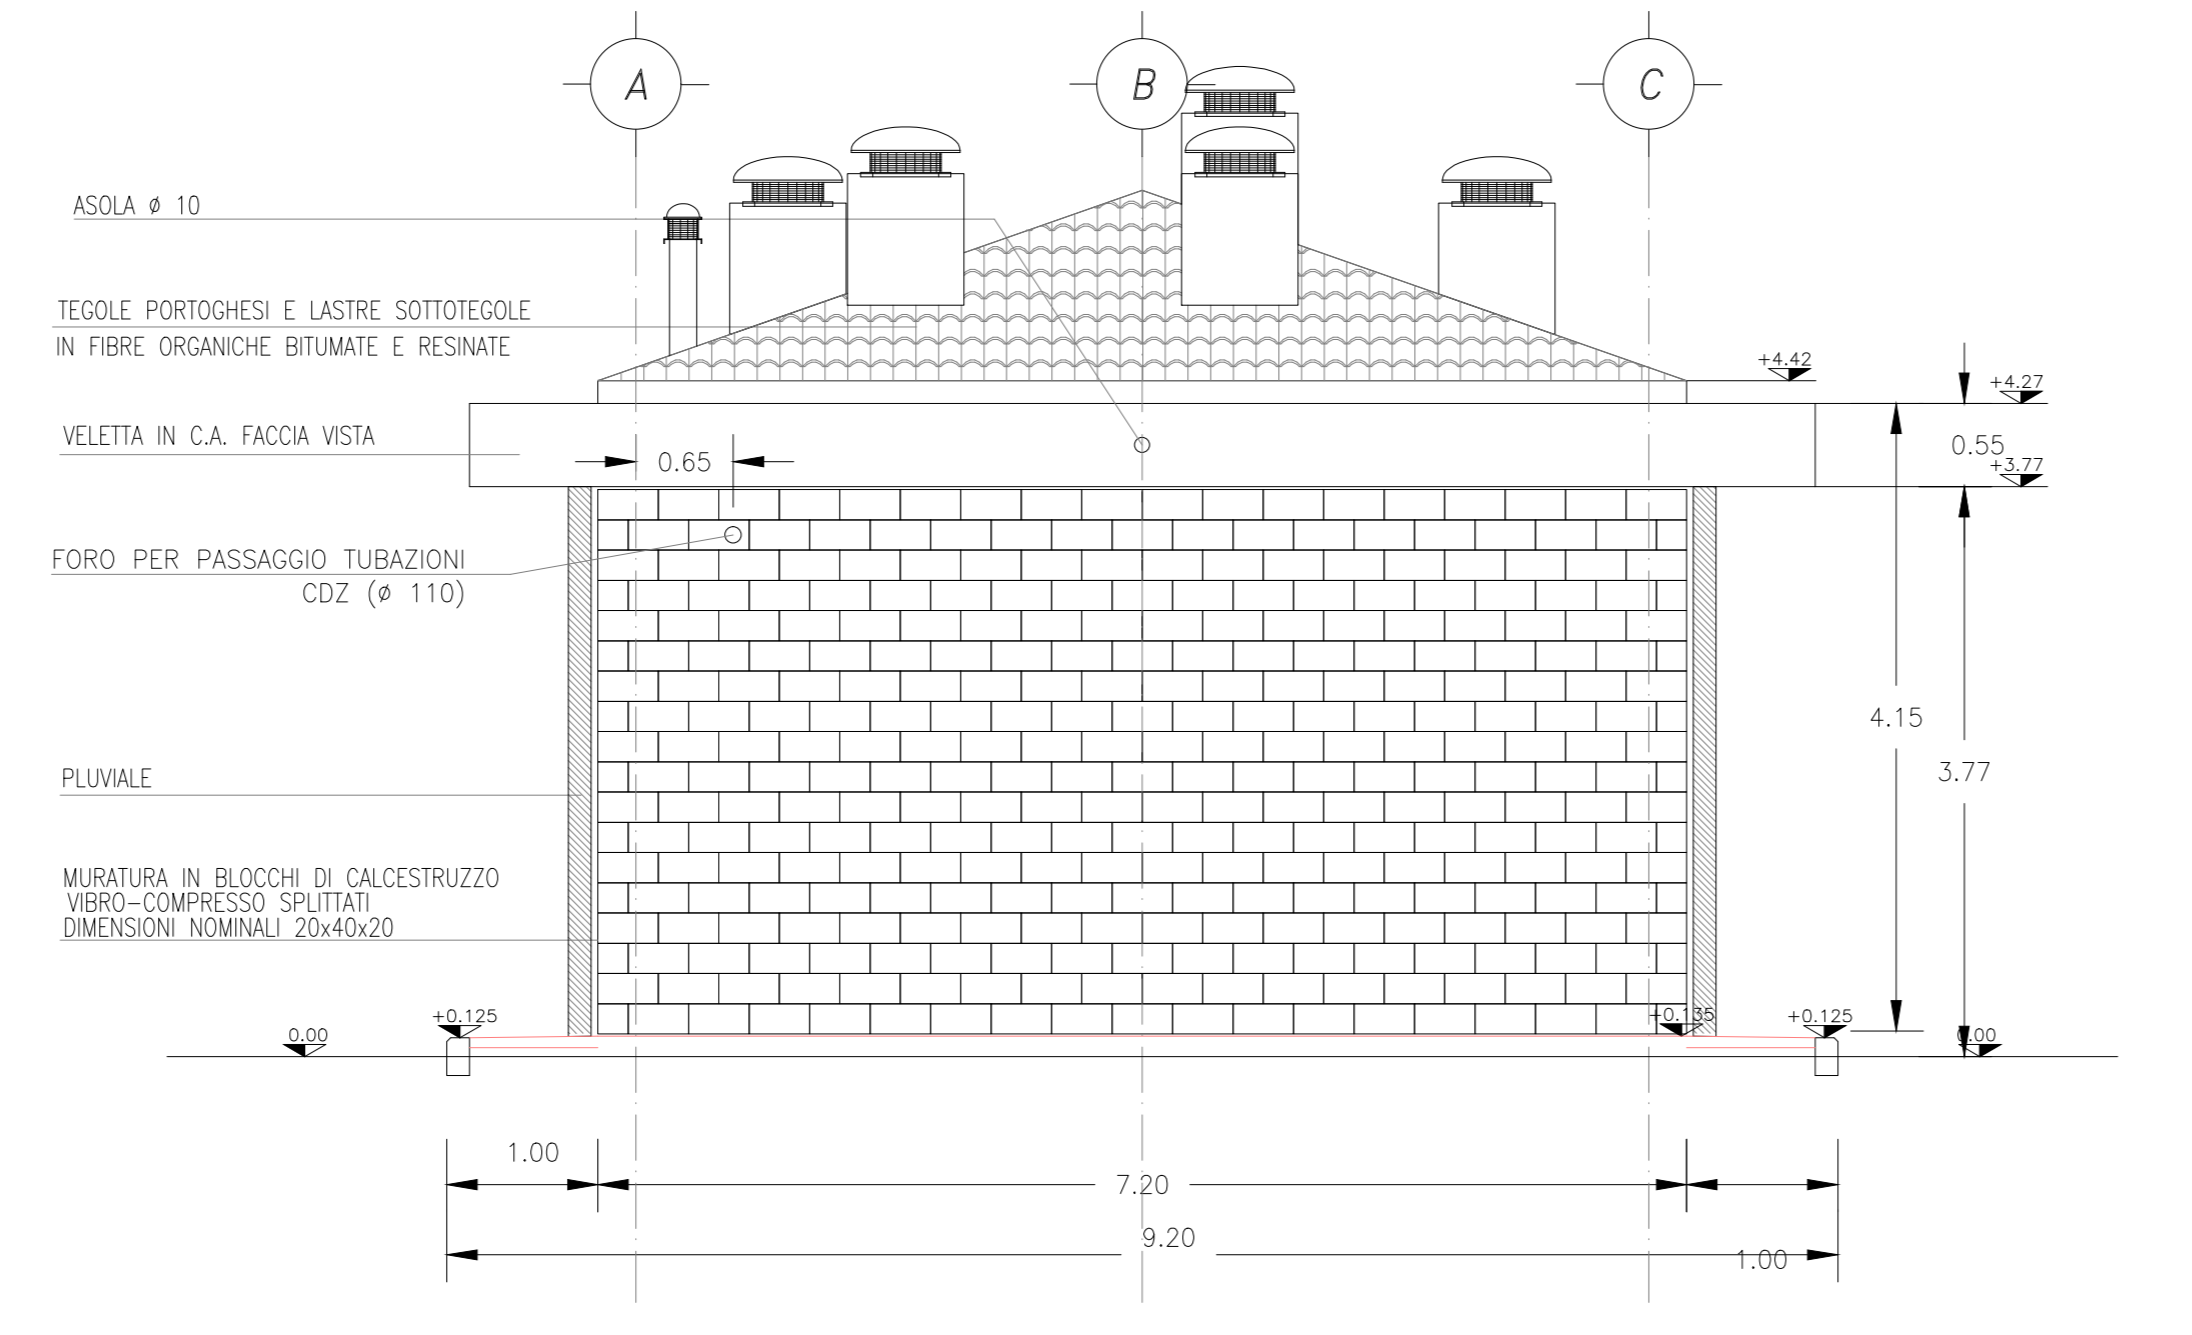 A
B
C
ASOLA ø 10
TEGOLE PORTOGHESI E LASTRE SOTTOTEGOLE
IN FIBRE ORGANICHE BITUMATE E RESINATE
+4.42
+4.27
VELETTA IN C.A. FACCIA VISTA
0.65
0.55
+3.77
FORO PER PASSAGGIO TUBAZIONI
CDZ (ø 110)
4.15
3.77
PLUVIALE
MURATURA IN BLOCCHI DI CALCESTRUZZO
VIBRO-COMPRESSO SPLITTATI
DIMENSIONI NOMINALI 20x40x20
+0.125
+0.135
+0.125
0.00
0.00
1.00
7.20
9.20
1.00